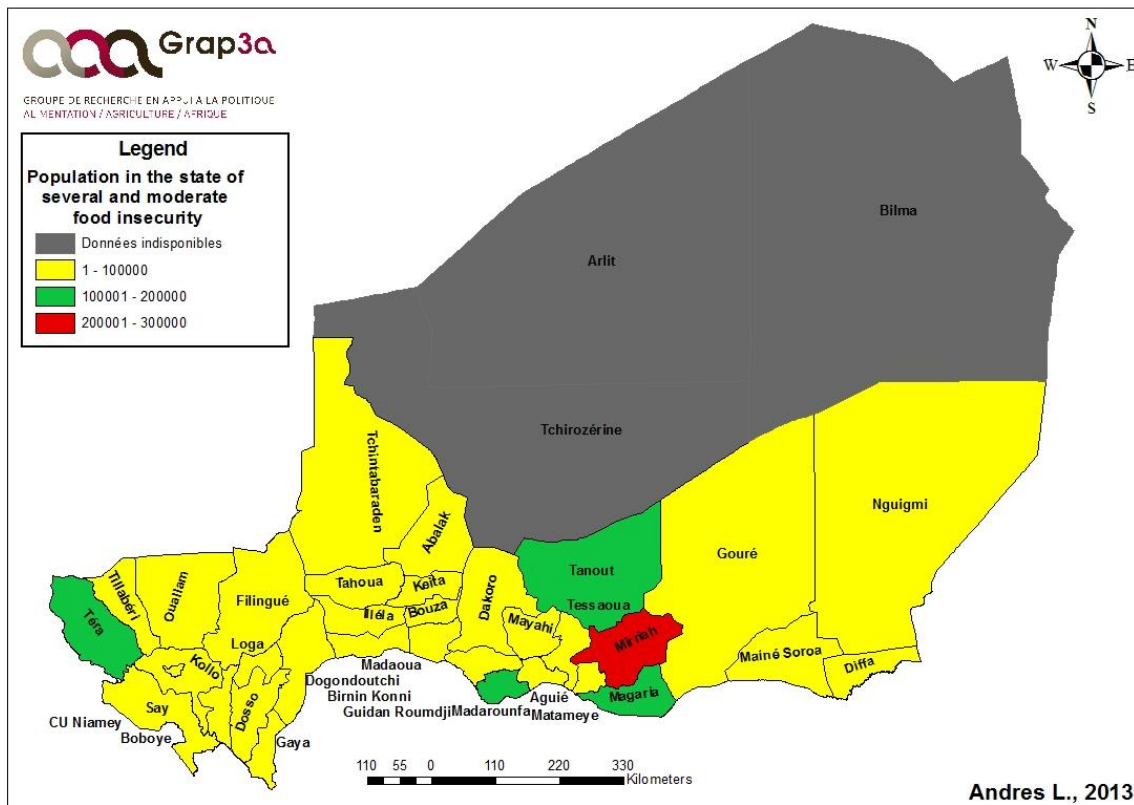 Grap3a
GROUPE DE RECHERCHE EN APPUI A LA POLITIQUE
ALIMENTATION / AGRICULTURE / AFRIQUE
Legend
Population in the state of
several and moderate
food insecurity
Données indisponibles
1 - 100000
100001 - 200000
200001 - 300000
N
W
E
S
Bilma
Arlit
Tchirozérine
Tchintabaraden
Nguigmi
Abalak
Gouré
Tanout
Tahoua
Keita
Tillabéri
Ouallam
Filingué
Téra
Illéla
Bouza
Dakoro
Mayahi
Tessaoua
Mirriah
Mainé Soroa
Diffa
Loga
Kollo
Madaoua
Dogondoutchi
Birnin Konni
Guidan Roumdji
Madarounfa
Aguié
Matameye
Magaria
Say
Dosso
CU Niamey
Boboye
Gaya
110 55 0 110 220 330
Kilometers
Andres L., 2013